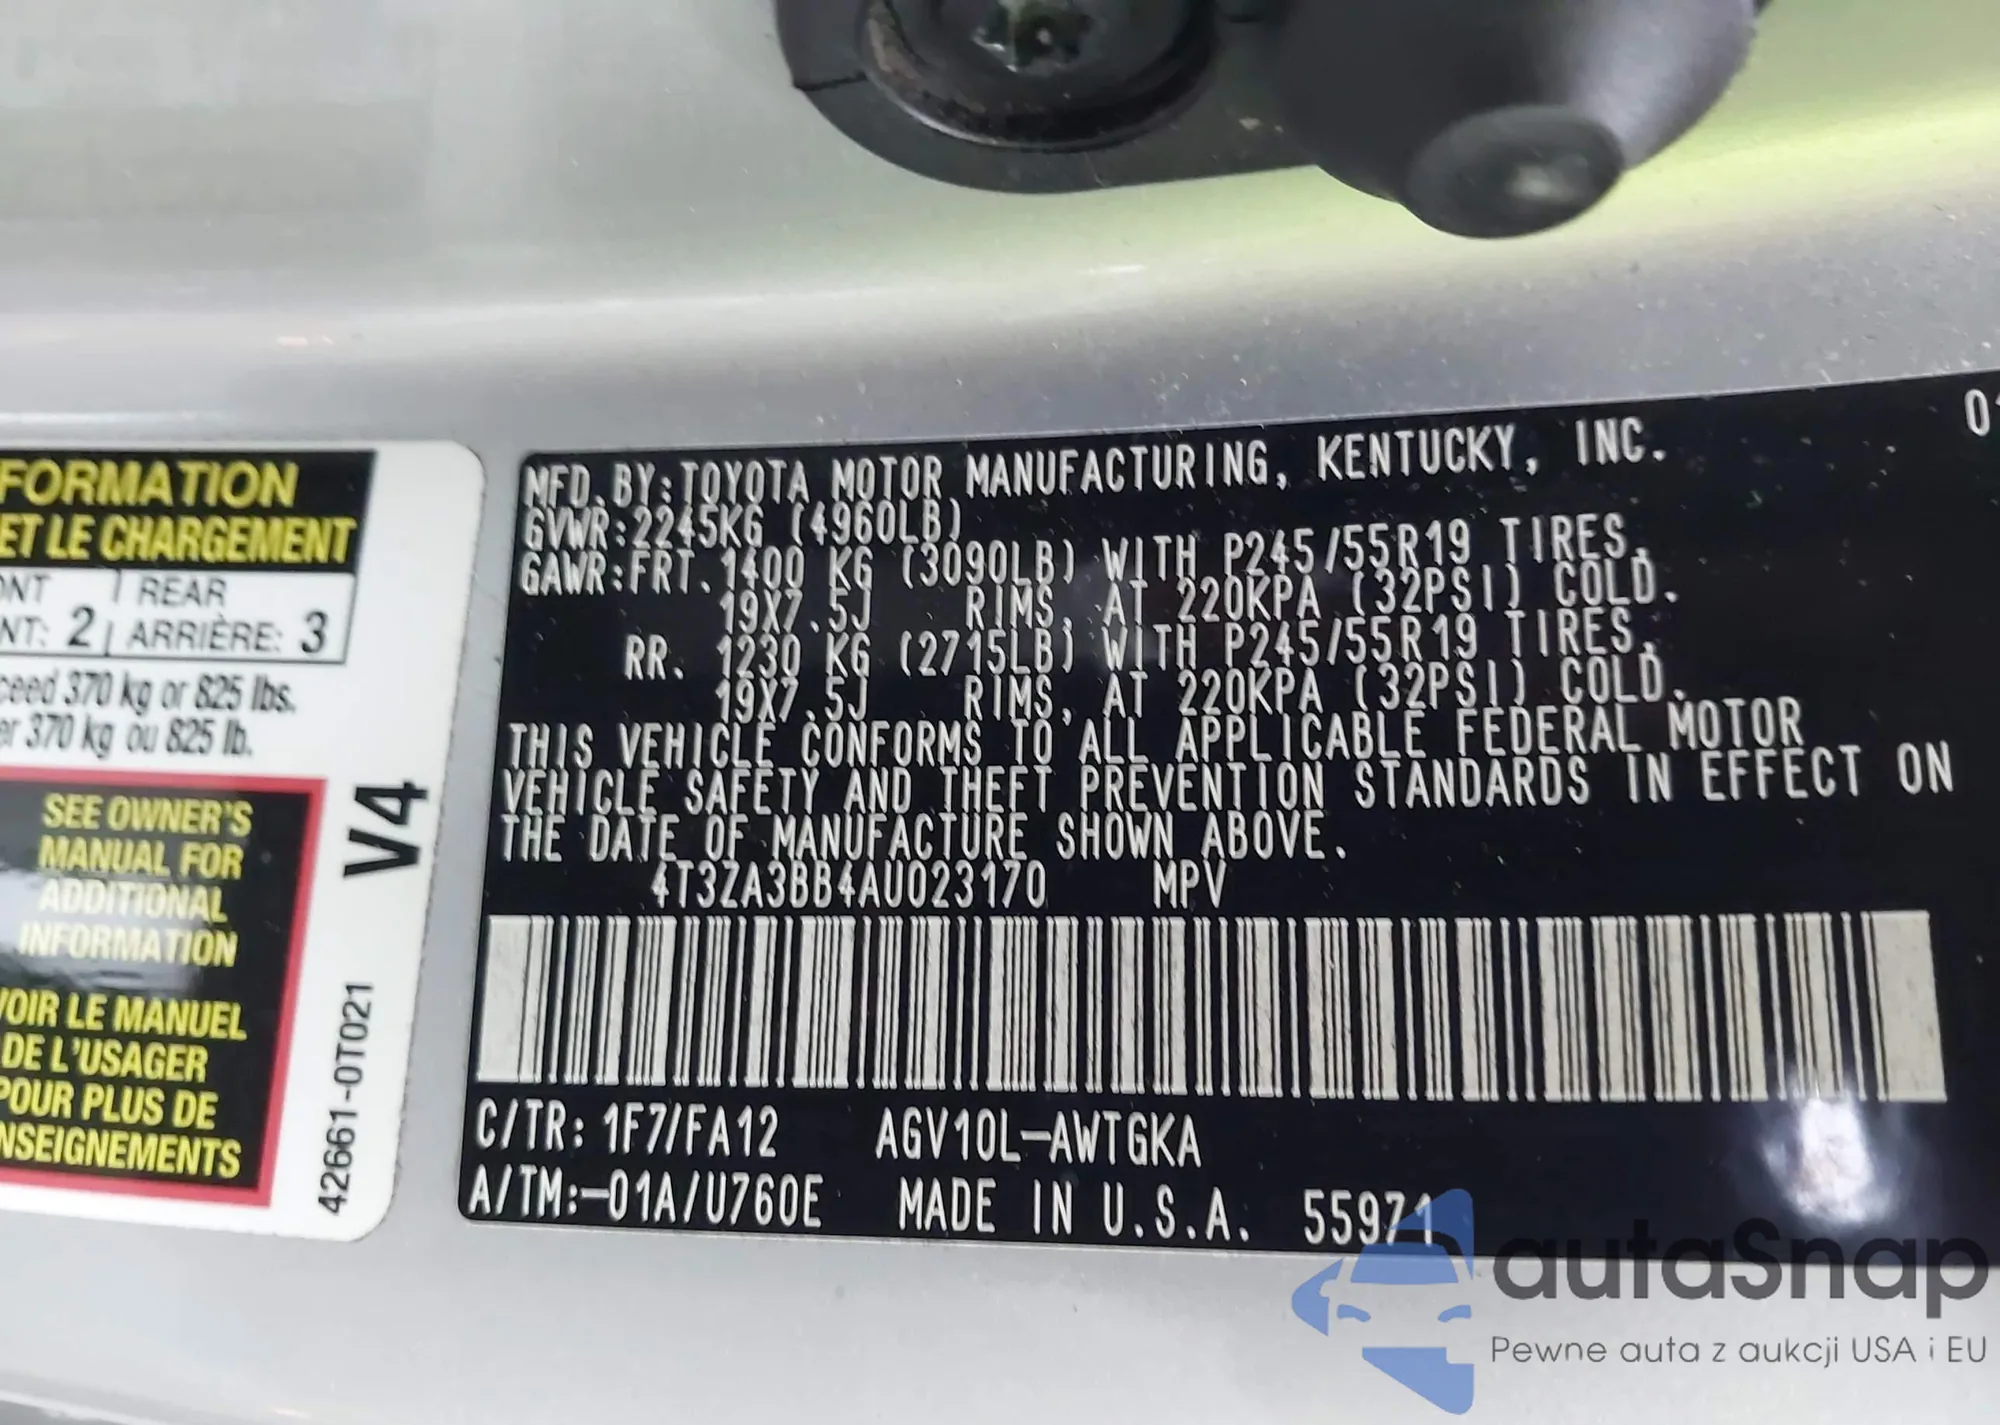 FORMATION
ET LE CHARGEMENT
ONT | REAR
NT: 2 | ARRIÈRE: 3
ceed 370 kg or 825 lbs.
er 370 kg ou 825 lb.
SEE OWNER'S
MANUAL FOR
ADDITIONAL
INFORMATION
VOIR LE MANUEL
DE L'USAGER
POUR PLUS DE
NSEIGNEMENTS
V4
42661-0T021
MFD. BY: TOYOTA MOTOR MANUFACTURING, KENTUCKY, INC.
GVWR: 2245KG (4960LB)
GAWR: FRT. 1400 KG (3090LB) WITH P245/55R19 TIRES,
19X7.5J RIMS, AT 220KPA (32PSI) COLD.
RR. 1230 KG (2715LB) WITH P245/55R19 TIRES,
19X7.5J RIMS, AT 220KPA (32PSI) COLD.
THIS VEHICLE CONFORMS TO ALL APPLICABLE FEDERAL MOTOR
VEHICLE SAFETY AND THEFT PREVENTION STANDARDS IN EFFECT ON
THE DATE OF MANUFACTURE SHOWN ABOVE.
4T3ZA3BB4AU023170 MPV
C/TR: 1F7/FA12 AGV10L-AWTGKA
A/TM:-01A/U760E MADE IN U.S.A. 55971
autoSnap
Pewne auta z aukcji USA i EU